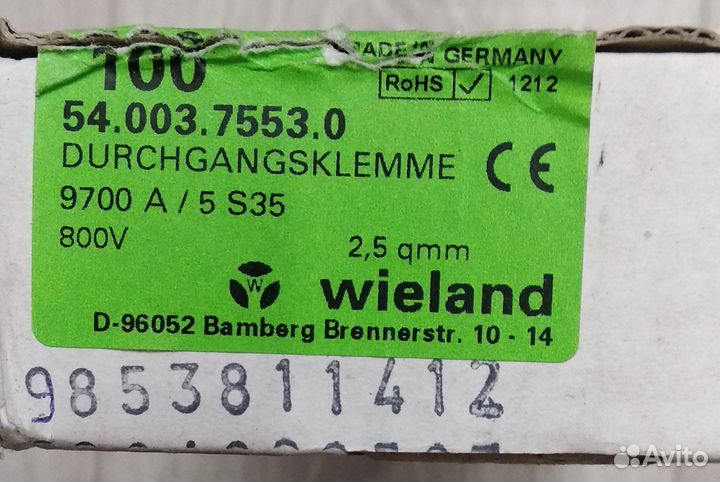 100
MADE IN GERMANY
RoHS 1212
54.003.7553.0
DURCHGANGSKLEMME
CE
9700 A / 5 S35
800V
2,5 qmm
W wieland
D-96052 Bamberg Brennerstr. 10 - 14
9853811412
Avito